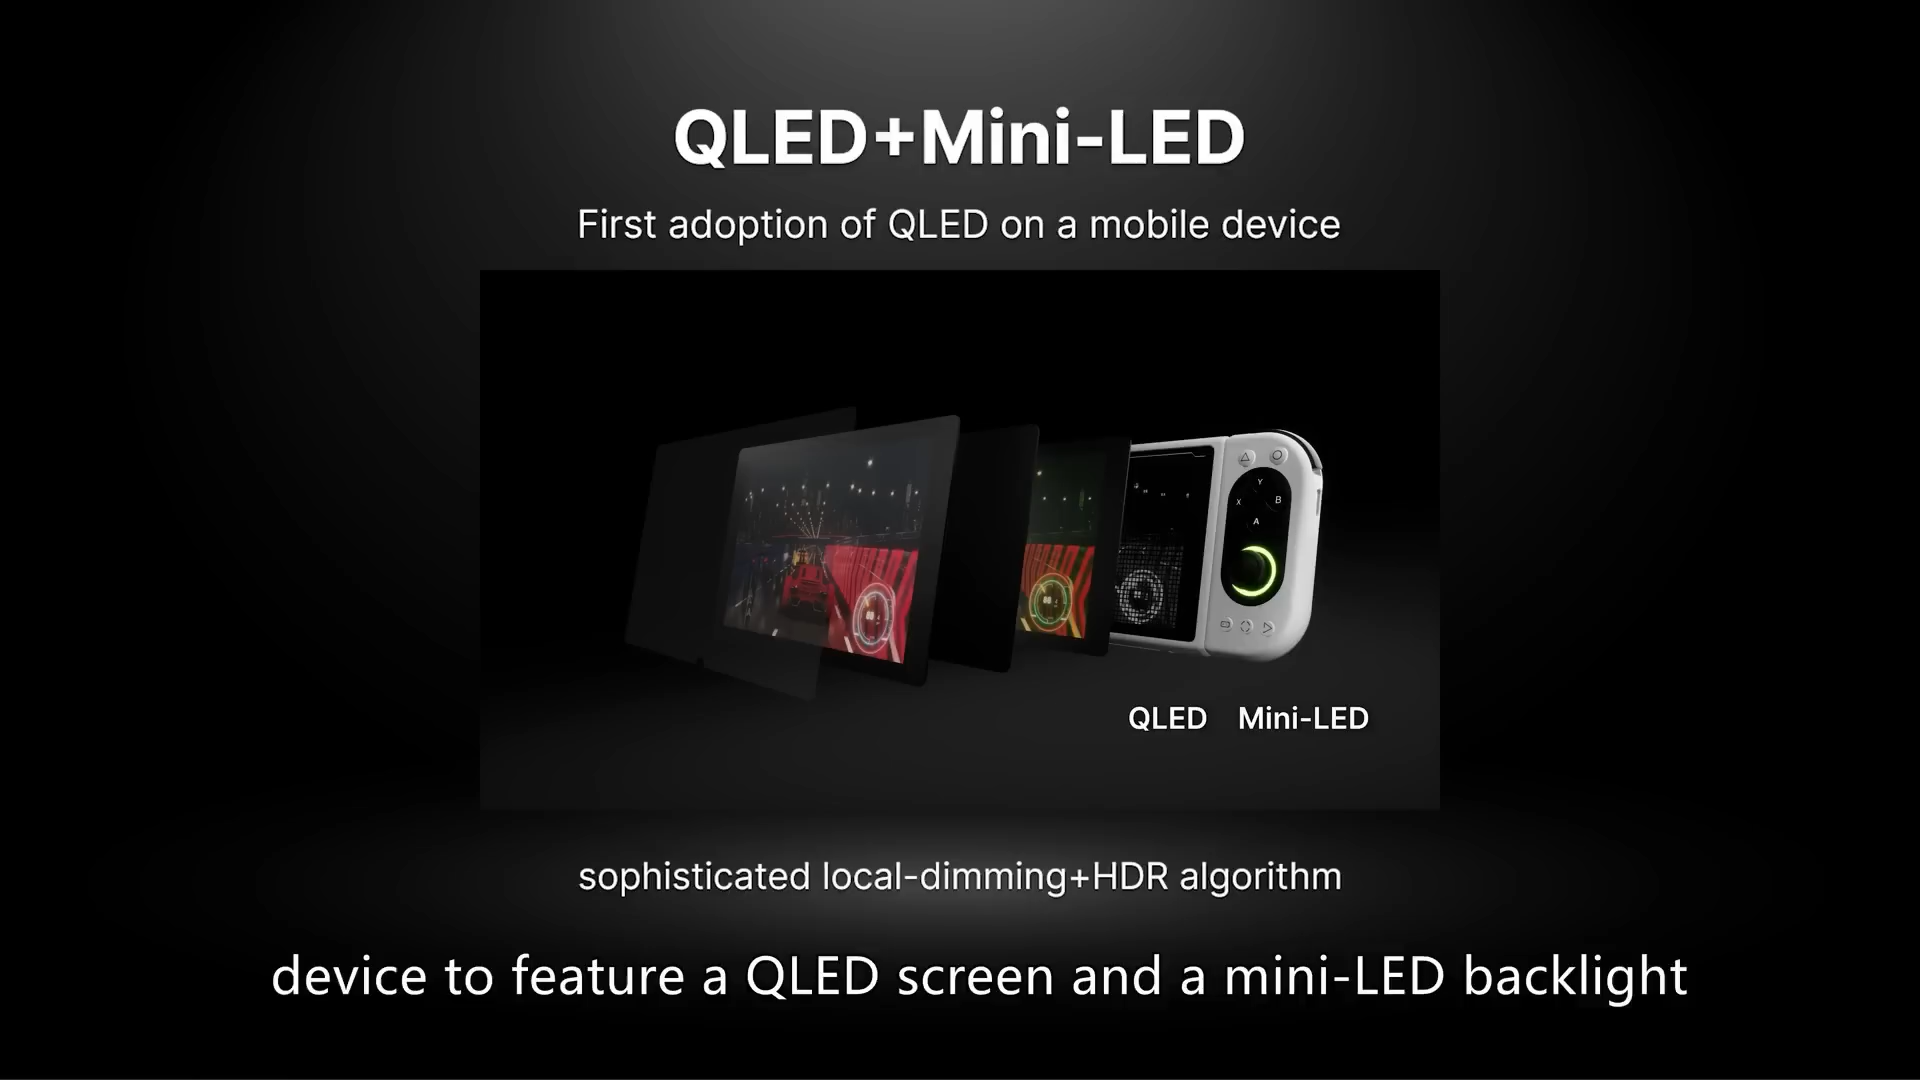 QLED+Mini-LED
First adoption of QLED on a mobile device
Y
X B
A
QLED Mini-LED
sophisticated local-dimming+HDR algorithm
device to feature a QLED screen and a mini-LED backlight